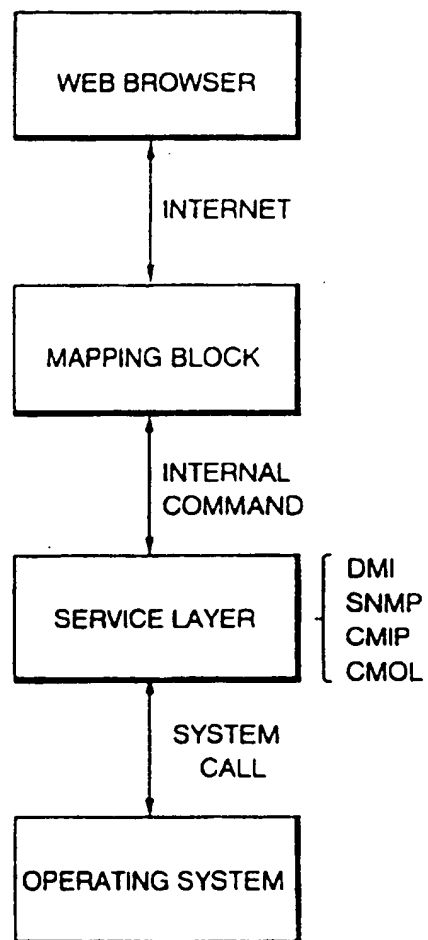 WEB BROWSER
INTERNET
MAPPING BLOCK
INTERNAL
COMMAND
SERVICE LAYER
DMI
SNMP
CMIP
CMOL
SYSTEM
CALL
OPERATING SYSTEM